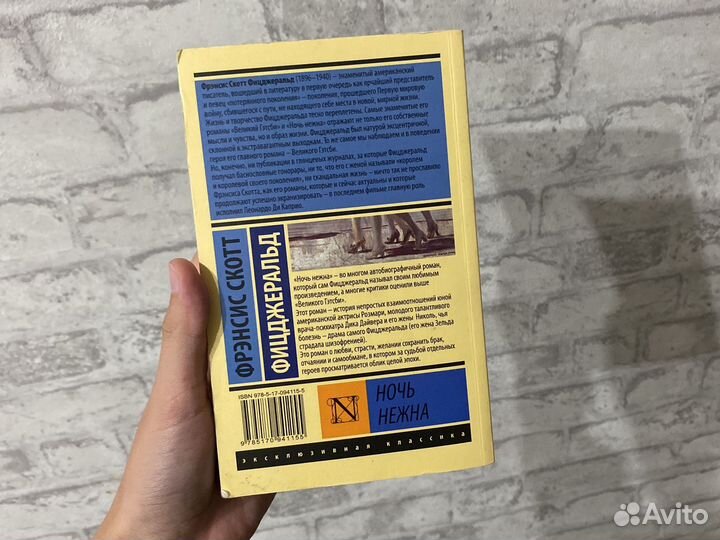 Фрэнсис Скотт Фицджеральд (1896–1940) – знаменитый американский
писатель, вошедший в литературу в первую очередь как ярчайший представитель
и певец «потерянного поколения» – поколения, прошедшего Первую мировую
войну, сбившегося с пути, не находящего себе места в новой, мирной жизни.
Жизнь и творчество Фицджеральда тесно переплетены. Самые знаменитые его
романы «Великий Гэтсби» и «Ночь нежна» отражают не только его собственные
мысли и чувства, но и образ жизни. Фицджеральд был натурой эксцентричной,
склонной к экстравагантным выходкам. То же самое мы наблюдаем и в поведении
героя его главного романа – Великого Гэтсби.
Но, конечно, ни публикации в глянцевых журналах, за которые Фицджеральд
получал баснословные гонорары, ни то, что его с женой называли «королем
и королевой своего поколения», ни скандальная жизнь – ничто так не прославило
Фрэнсиса Скотта, как его романы, которые и сейчас актуальны и которые
продолжают успешно экранизировать – в последнем фильме главную роль
исполнил Леонардо Ди Каприо.
ФРЭНСИС СКОТТ
ФИЦДЖЕРАЛЬД
«Ночь нежна» – во многом автобиографичный роман,
который сам Фицджеральд называл своим любимым
произведением, а многие критики оценили выше
«Великого Гэтсби».
Этот роман – история непростых взаимоотношений юной
американской актрисы Розмари, молодого талантливого
врача-психиатра Дика Дайвера и его жены Николь, чья
болезнь – драма самого Фицджеральда (его жена Зельда
страдала шизофренией).
Это роман о любви, страсти, желании сохранить брак,
отчаянии и самообмане, в котором за судьбой отдельных
героев просматривается облик целой эпохи.
ISBN 978-5-17-094115-5
9 785170 941155
N
НОЧЬ
НЕЖНА
эксклюзивная классика
Avito